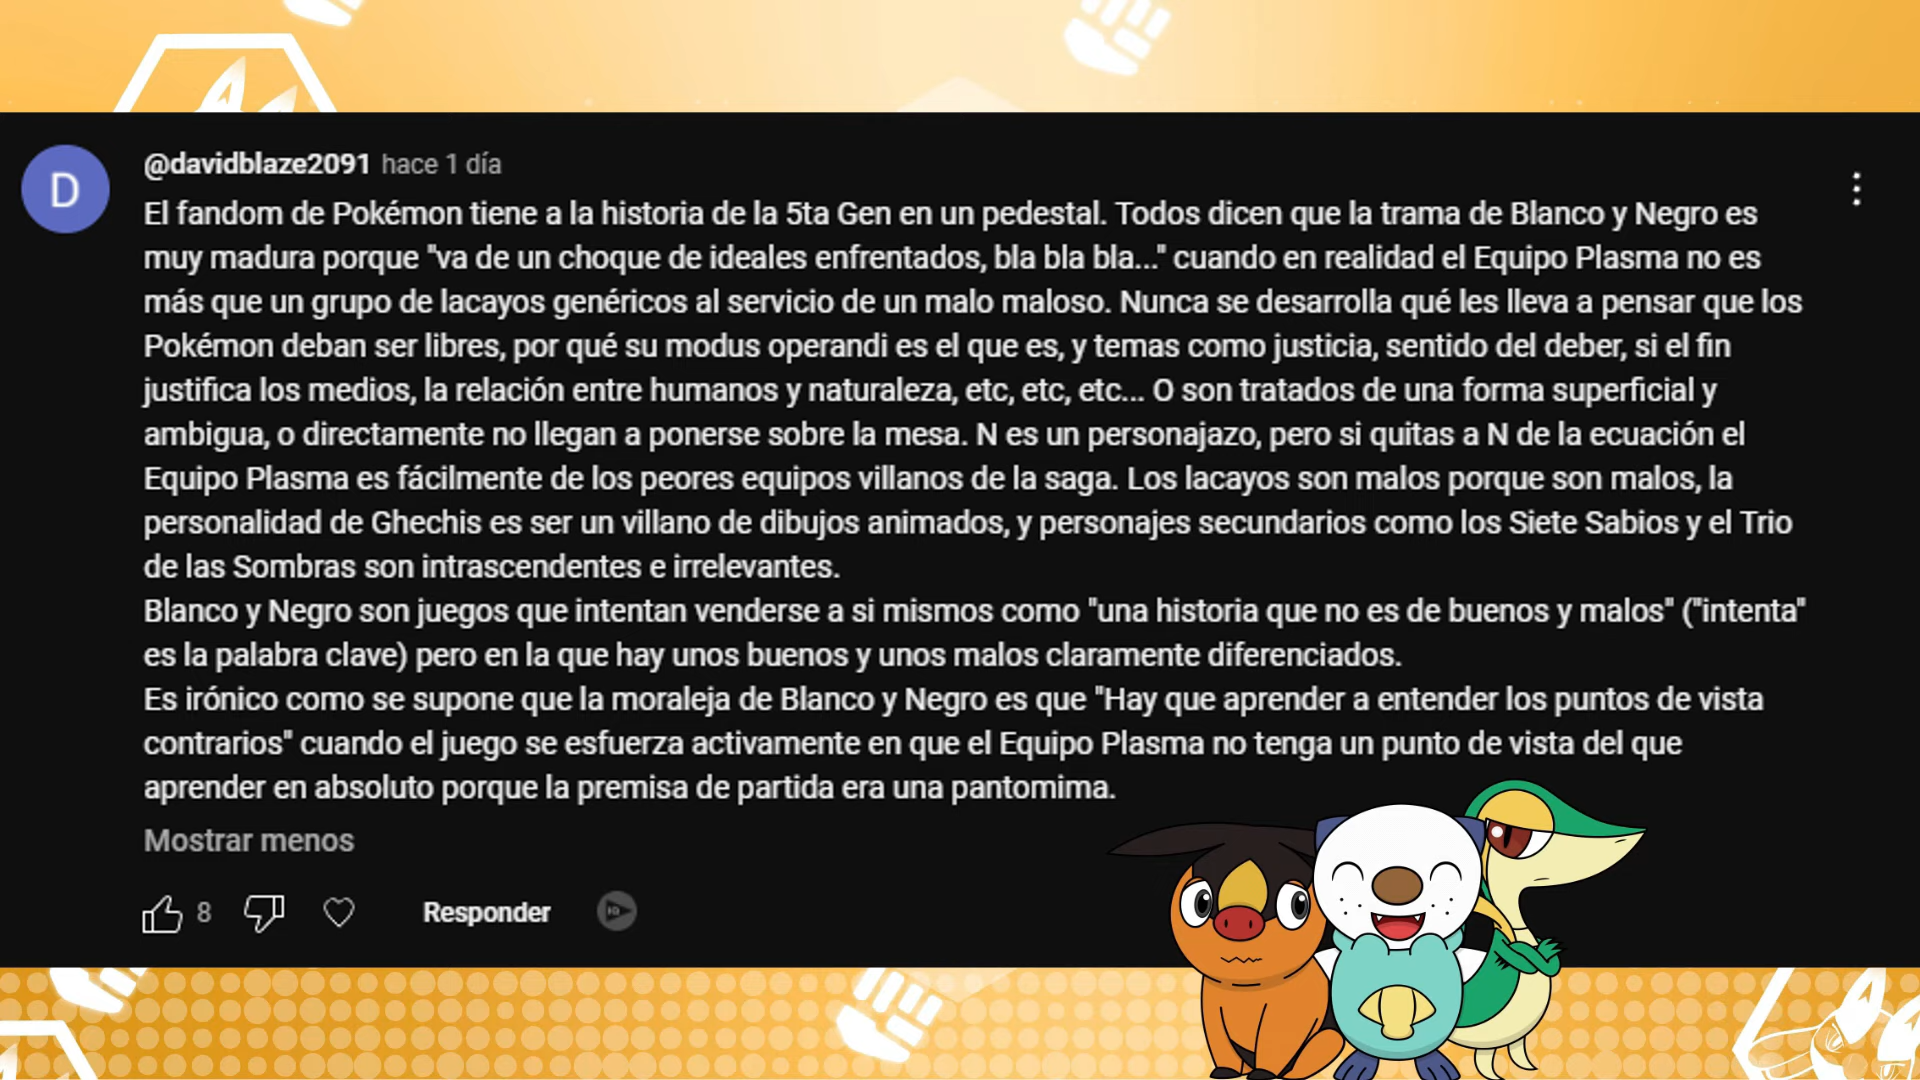 D
@davidblaze2091 hace 1 día
El fandom de Pokémon tiene a la historia de la 5ta Gen en un pedestal. Todos dicen que la trama de Blanco y Negro es
muy madura porque "va de un choque de ideales enfrentados, bla bla bla..." cuando en realidad el Equipo Plasma no es
más que un grupo de lacayos genéricos al servicio de un malo maloso. Nunca se desarrolla qué les lleva a pensar que los
Pokémon deban ser libres, por qué su modus operandi es el que es, y temas como justicia, sentido del deber, si el fin
justifica los medios, la relación entre humanos y naturaleza, etc, etc, etc... O son tratados de una forma superficial y
ambigua, o directamente no llegan a ponerse sobre la mesa. N es un personajazo, pero si quitas a N de la ecuación el
Equipo Plasma es fácilmente de los peores equipos villanos de la saga. Los lacayos son malos porque son malos, la
personalidad de Ghechis es ser un villano de dibujos animados, y personajes secundarios como los Siete Sabios y el Trio
de las Sombras son intrascendentes e irrelevantes.
Blanco y Negro son juegos que intentan venderse a si mismos como "una historia que no es de buenos y malos" ("intenta"
es la palabra clave) pero en la que hay unos buenos y unos malos claramente diferenciados.
Es irónico como se supone que la moraleja de Blanco y Negro es que "Hay que aprender a entender los puntos de vista
contrarios" cuando el juego se esfuerza activamente en que el Equipo Plasma no tenga un punto de vista del que
aprender en absoluto porque la premisa de partida era una pantomima.
Mostrar menos
8 Responder